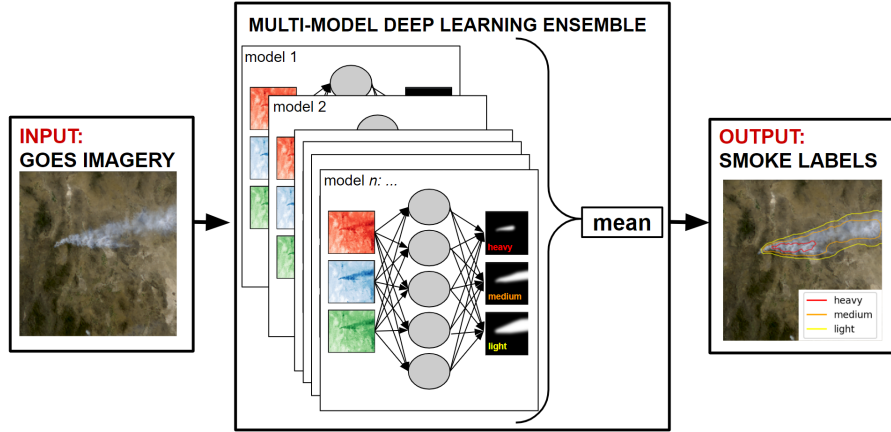 MULTI-MODEL DEEP LEARNING ENSEMBLE
model 1
model 2
model n: ...
INPUT:
GOES IMAGERY
heavy
medium
light
mean
OUTPUT:
SMOKE LABELS
heavy
medium
light